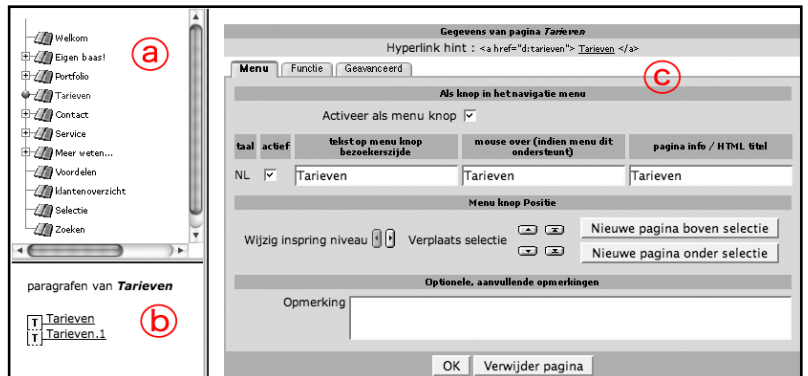 Welkom
Eigen baas!
Portfolio
Tarieven
Contact
Service
Meer weten...
Voordelen
klantenoverzicht
Selectie
Zoeken
a
paragrafen van Tarieven
T Tarieven
T Tarieven.1
b
Gegevens van pagina Tarieven
Hyperlink hint : <a href="d:tarieven"> Tarieven </a>
Menu Functie Geavanceerd
c
Als knop in het navigatie menu
Activeer als menu knop
taal actief tekst op menu knop bezoekerszijde mouse over (indien menu dit ondersteunt) pagina info / HTML titel
NL Tarieven Tarieven Tarieven
Menu knop Positie
Wijzig inspring niveau Verplaats selectie Nieuwe pagina boven selectie
Nieuwe pagina onder selectie
Optionele, aanvullende opmerkingen
Opmerking
OK Verwijder pagina